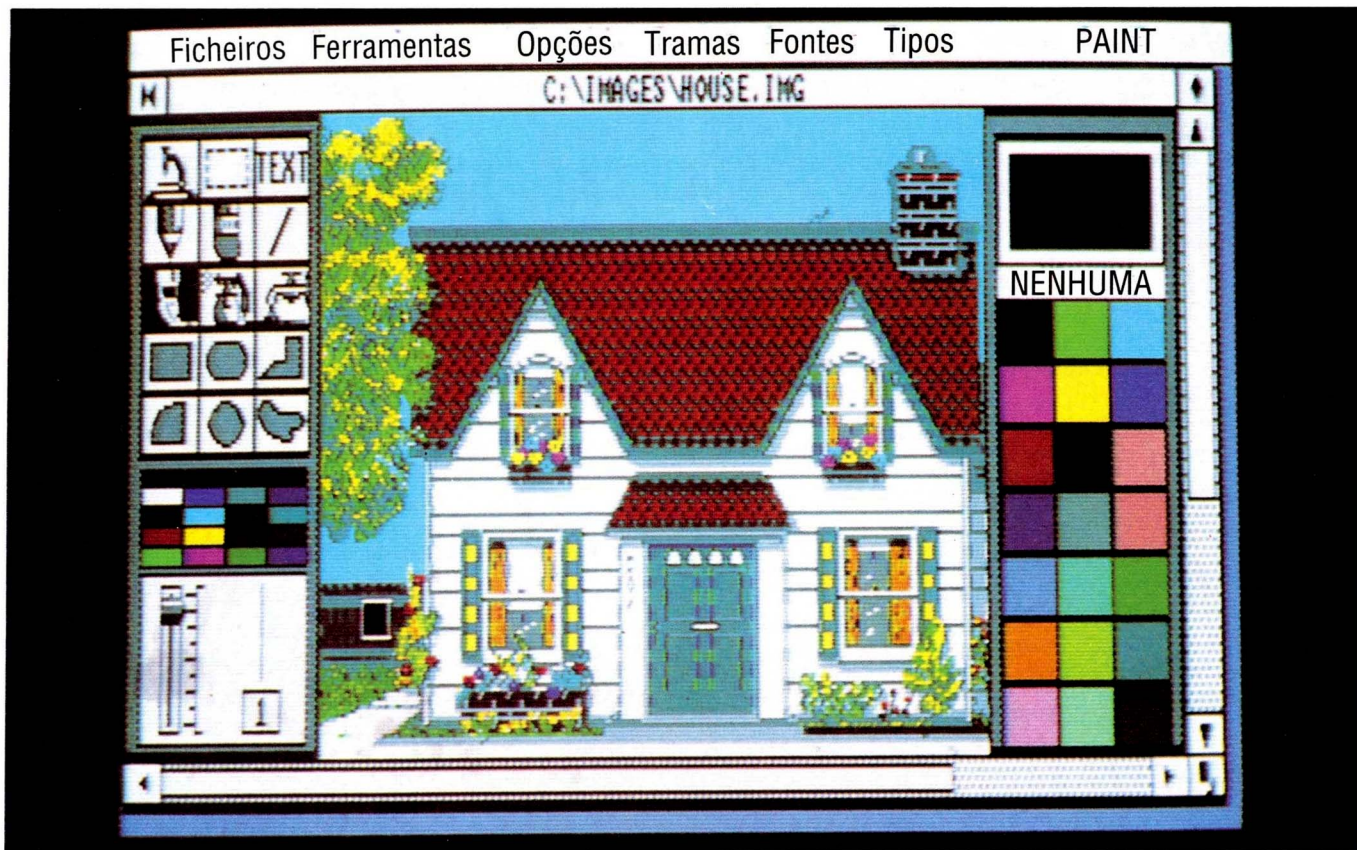 Ficheiros Ferramentas Opções Tramas Fontes Tipos PAINT
C:\IMAGES\HOUSE.IMG
TEXT
NENHUMA
1